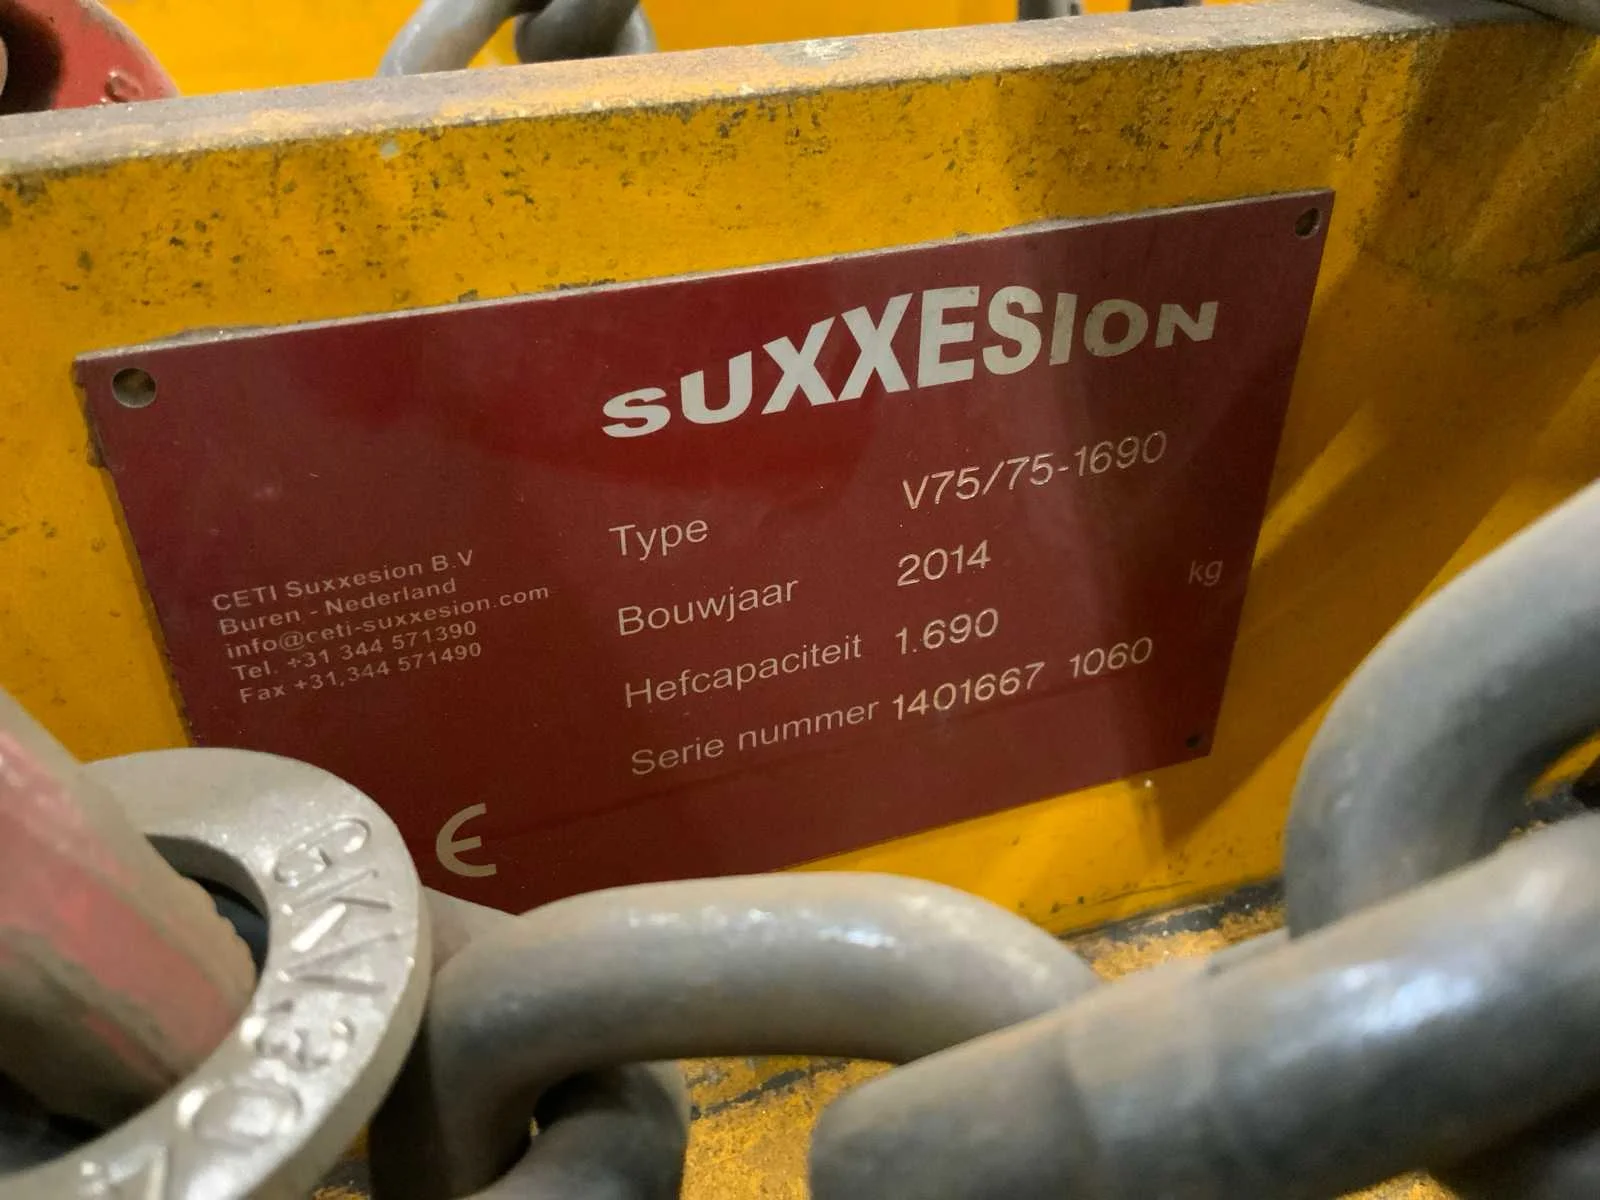 SUXXESION
Type V75/75-1690
Bouwjaar 2014
Hefcapaciteit 1.690 kg
Serie nummer 1401667 1060
CETI Suxxesion B.V
Buren - Nederland
info@ceti-suxxesion.com
Tel. +31 344 571390
Fax +31,344 571490
CE